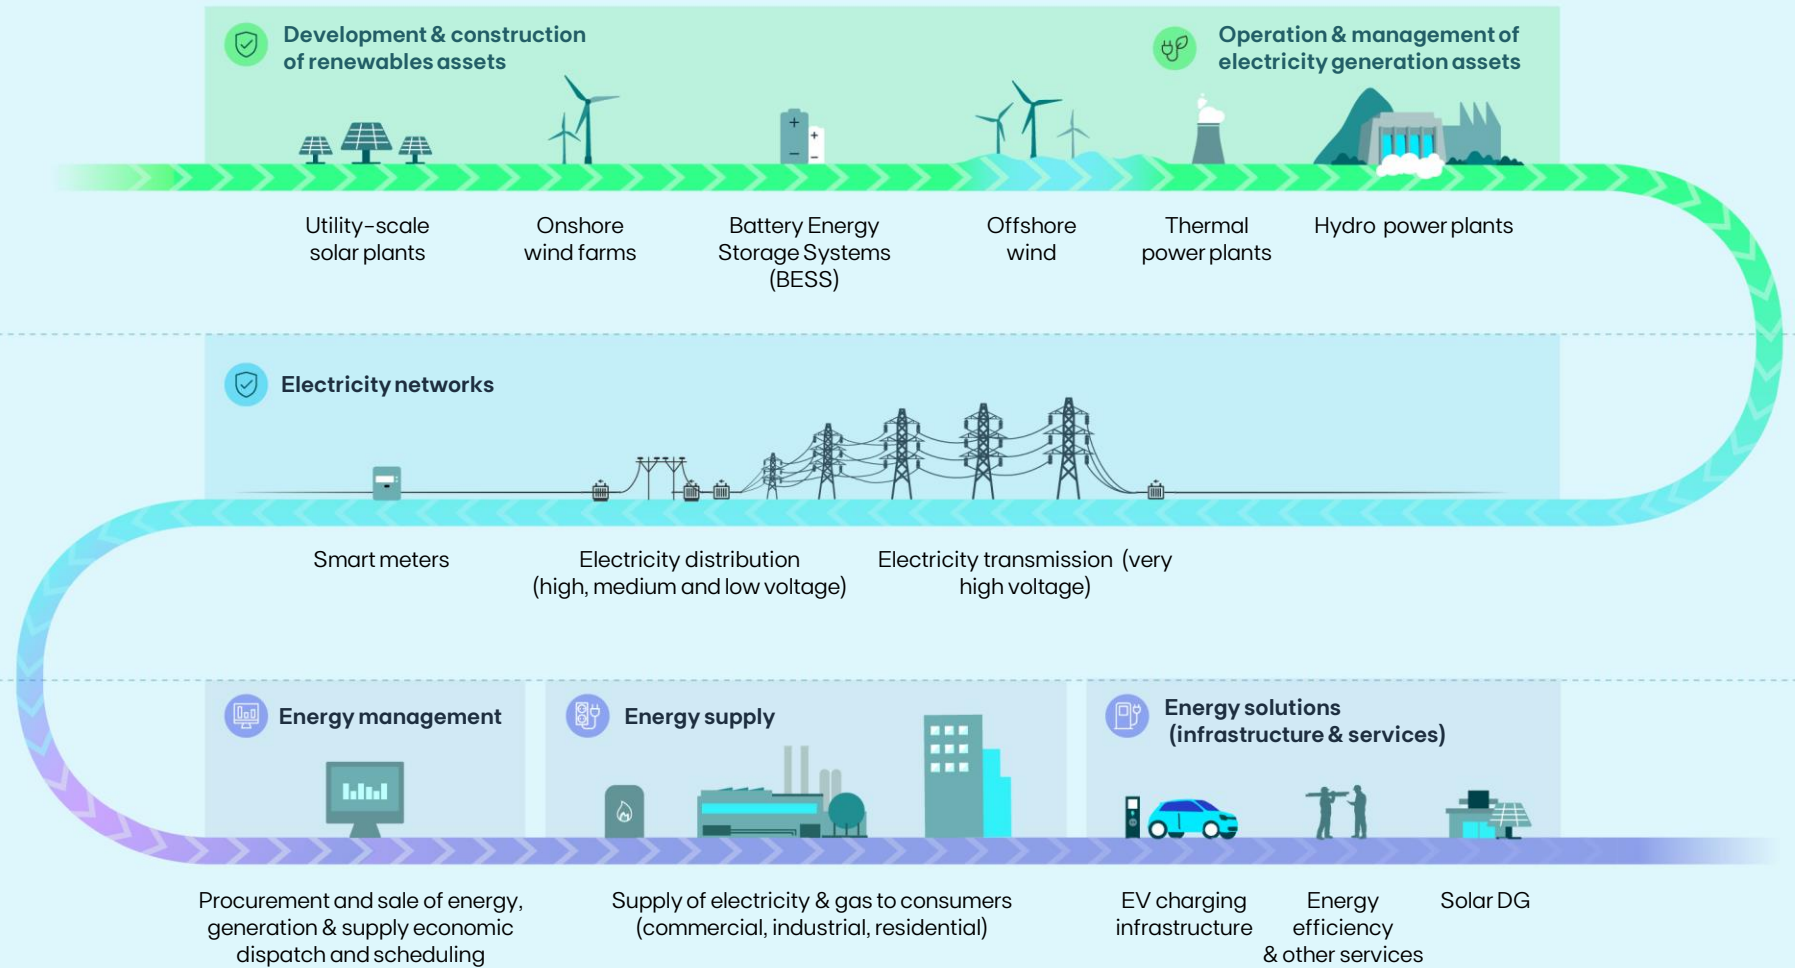 Development & construction
of renewables assets
Operation & management of
electricity generation assets
Utility-scale
solar plants
Onshore
wind farms
Battery Energy
Storage Systems
(BESS)
Offshore
wind
Thermal
power plants
Hydro power plants
Electricity networks
Smart meters
Electricity distribution
(high, medium and low voltage)
Electricity transmission (very
high voltage)
Energy management
Energy supply
Energy solutions
(infrastructure & services)
Procurement and sale of energy,
generation & supply economic
dispatch and scheduling
Supply of electricity & gas to consumers
(commercial, industrial, residential)
EV charging
infrastructure
Energy
efficiency
& other services
Solar DG